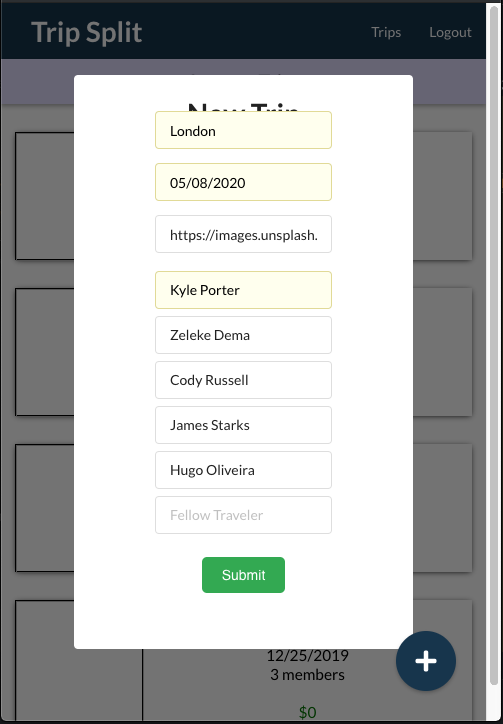 Trip Split
Trips
Logout
New Trip
London
05/08/2020
https://images.unsplash.
Kyle Porter
Zeleke Dema
Cody Russell
James Starks
Hugo Oliveira
Fellow Traveler
Submit
12/25/2019
3 members
$0